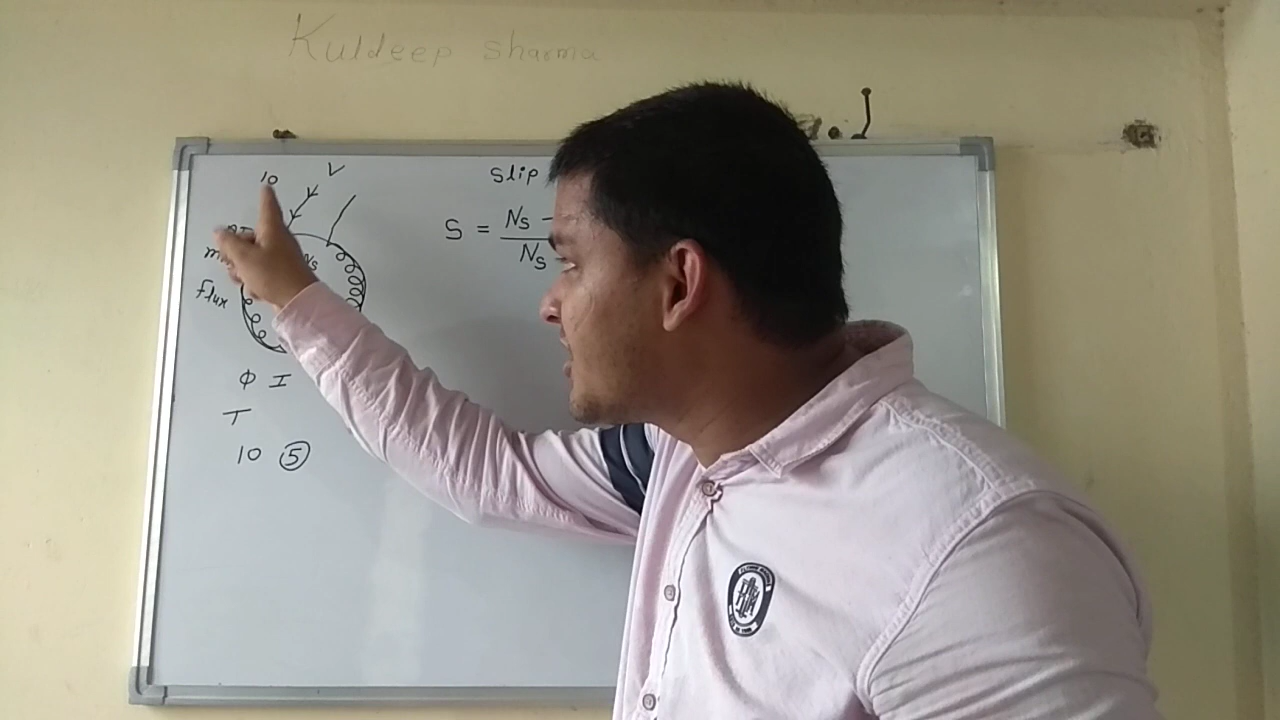 Kuldeep Sharma
10 V
Slip
S = Ns -
Ns
Ns
flux
Φ I
T
10 5